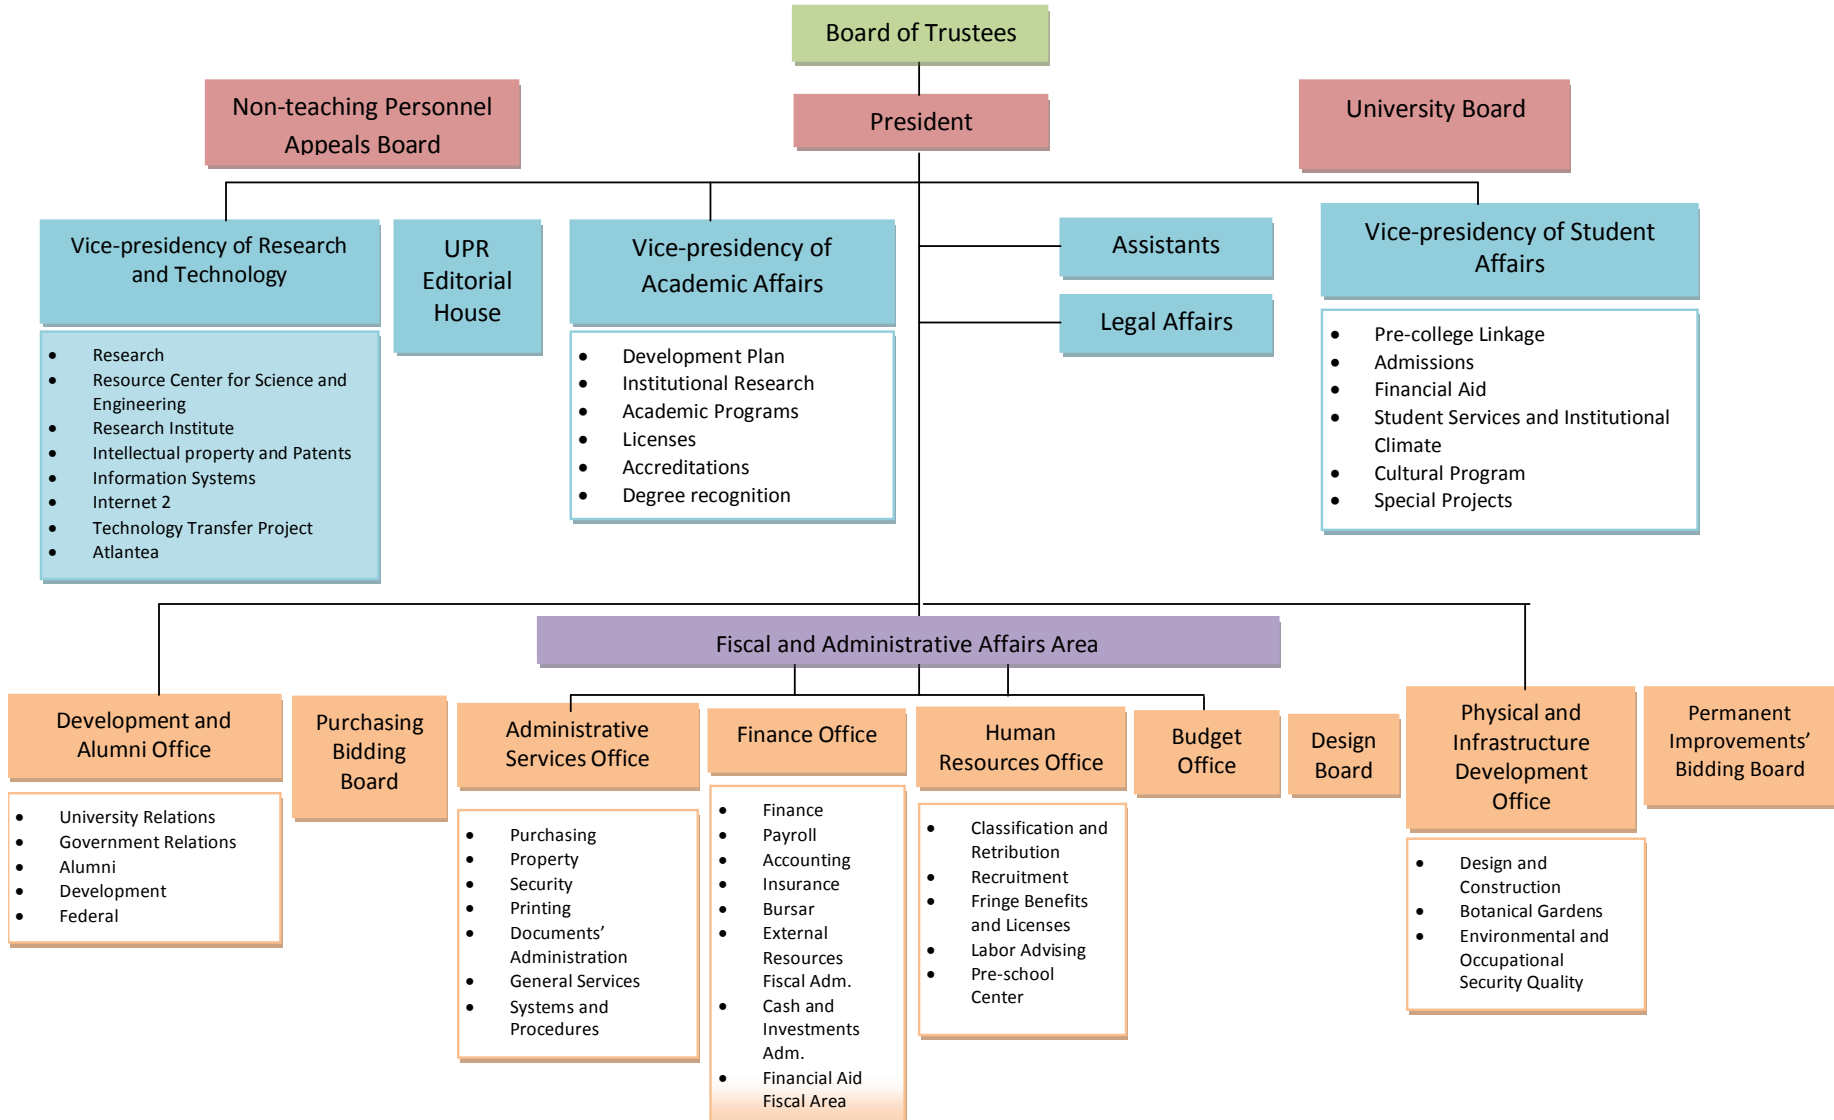 Board of Trustees
Non-teaching Personnel
Appeals Board
President
University Board
Vice-presidency of Research
and Technology
UPR
Editorial
House
Vice-presidency of
Academic Affairs
Assistants
Legal Affairs
Vice-presidency of Student
Affairs
• Research
• Resource Center for Science and
Engineering
• Research Institute
• Intellectual property and Patents
• Information Systems
• Internet 2
• Technology Transfer Project
• Atlantea
• Development Plan
• Institutional Research
• Academic Programs
• Licenses
• Accreditations
• Degree recognition
• Pre-college Linkage
• Admissions
• Financial Aid
• Student Services and Institutional
Climate
• Cultural Program
• Special Projects
Fiscal and Administrative Affairs Area
Development and
Alumni Office
• University Relations
• Government Relations
• Alumni
• Development
• Federal
Purchasing
Bidding
Board
Administrative
Services Office
• Purchasing
• Property
• Security
• Printing
• Documents’
Administration
• General Services
• Systems and
Procedures
Finance Office
• Finance
• Payroll
• Accounting
• Insurance
• Bursar
• External
Resources
Fiscal Adm.
• Cash and
Investments
Adm.
• Financial Aid
Fiscal Area
Human
Resources Office
• Classification and
Retribution
• Recruitment
• Fringe Benefits
and Licenses
• Labor Advising
• Pre-school
Center
Budget
Office
Design
Board
Physical and
Infrastructure
Development
Office
• Design and
Construction
• Botanical Gardens
• Environmental and
Occupational
Security Quality
Permanent
Improvements’
Bidding Board